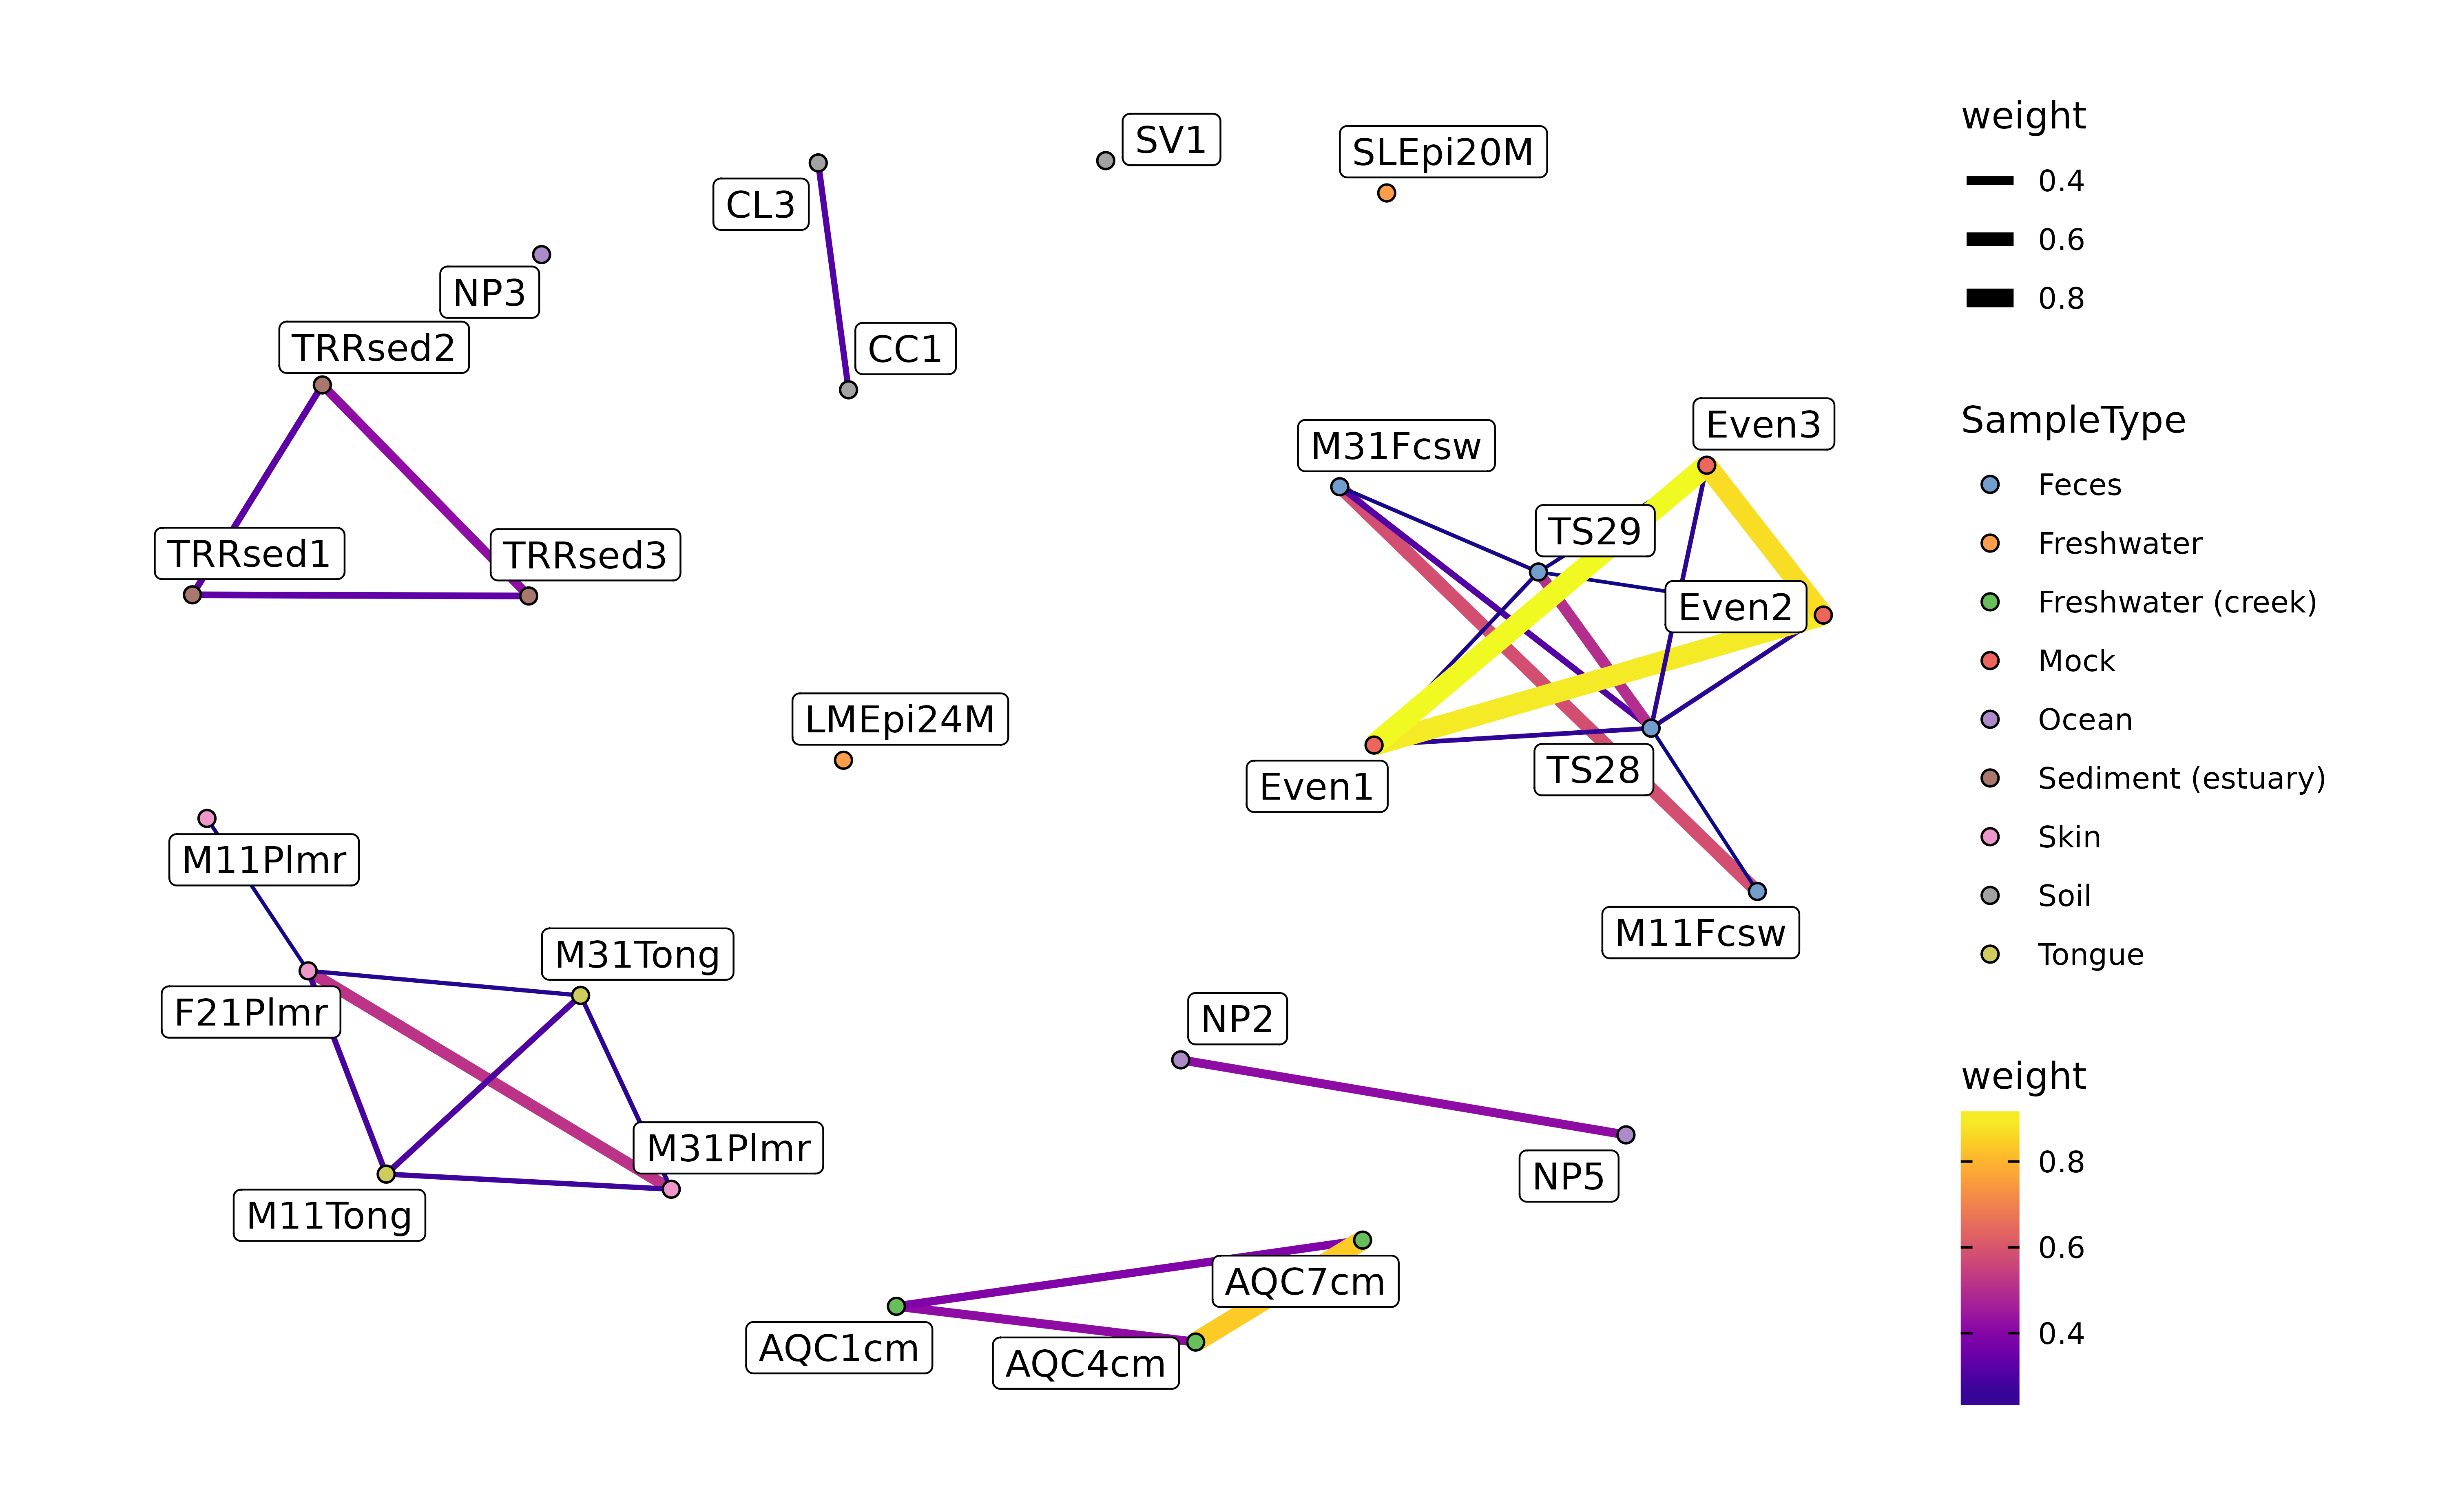 SV1
SLEpi20M
CL3
NP3
TRRsed2
CC1
Even3
M31Fcsw
TS29
TRRsed1
TRRsed3
Even2
LMEpi24M
TS28
Even1
M11Plmr
M11Fcsw
M31Tong
F21Plmr
NP2
M31Plmr
NP5
M11Tong
AQC7cm
AQC1cm
AQC4cm
weight
0.4
0.6
0.8
SampleType
Feces
Freshwater
Freshwater (creek)
Mock
Ocean
Sediment (estuary)
Skin
Soil
Tongue
weight
0.8
0.6
0.4